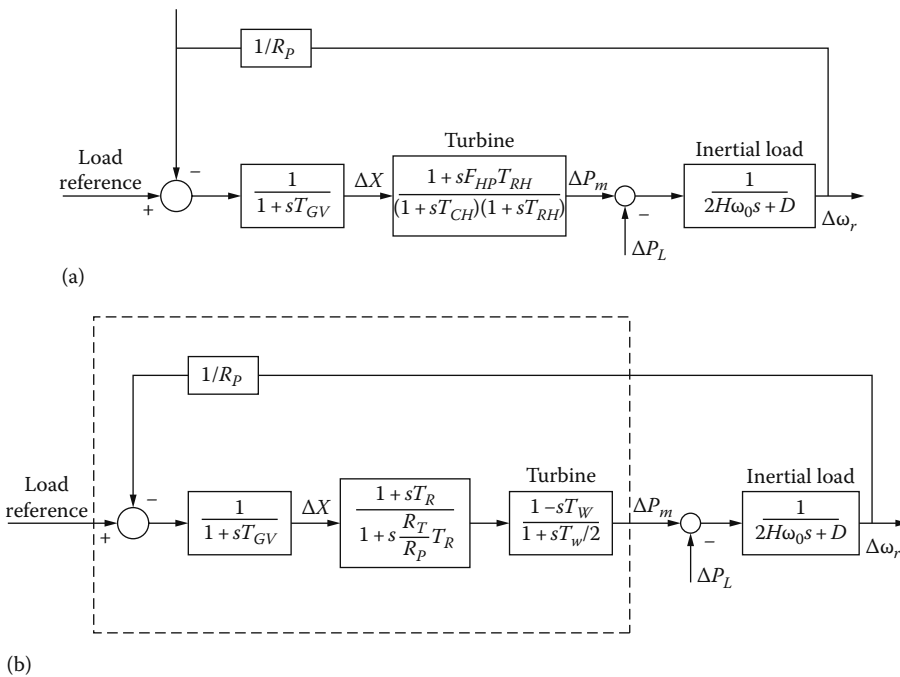 1/R_P
Load reference
+
−
1
1 + sT_GV
ΔX
Turbine
1 + sF_HP T_RH
(1 + sT_CH)(1 + sT_RH)
ΔP_m
−
ΔP_L
Inertial load
1
2Hω0s + D
Δω_r
(a)
1/R_P
Load reference
+
−
1
1 + sT_GV
ΔX
1 + sT_R
1 + s R_T/R_P T_R
Turbine
1 − sT_W
1 + sT_w/2
ΔP_m
−
ΔP_L
Inertial load
1
2Hω0s + D
Δω_r
(b)